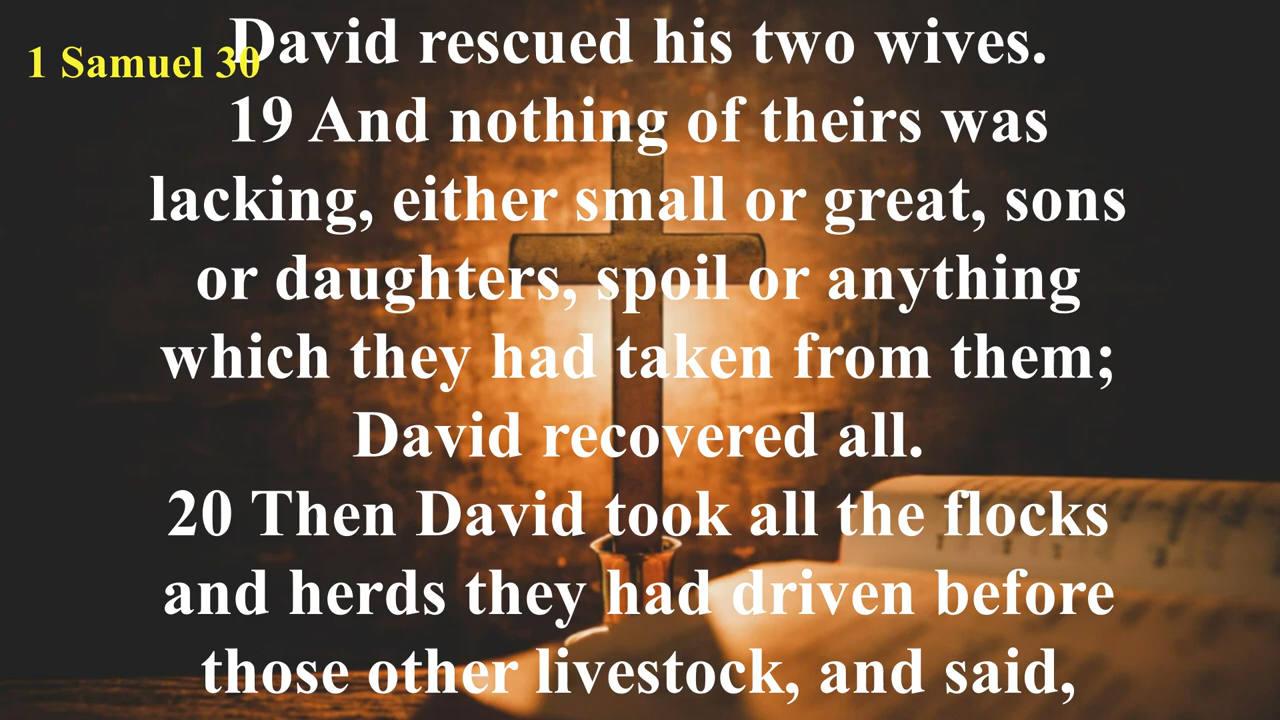 1 Samuel 30
David rescued his two wives.
19 And nothing of theirs was
lacking, either small or great, sons
or daughters, spoil or anything
which they had taken from them;
David recovered all.
20 Then David took all the flocks
and herds they had driven before
those other livestock, and said,